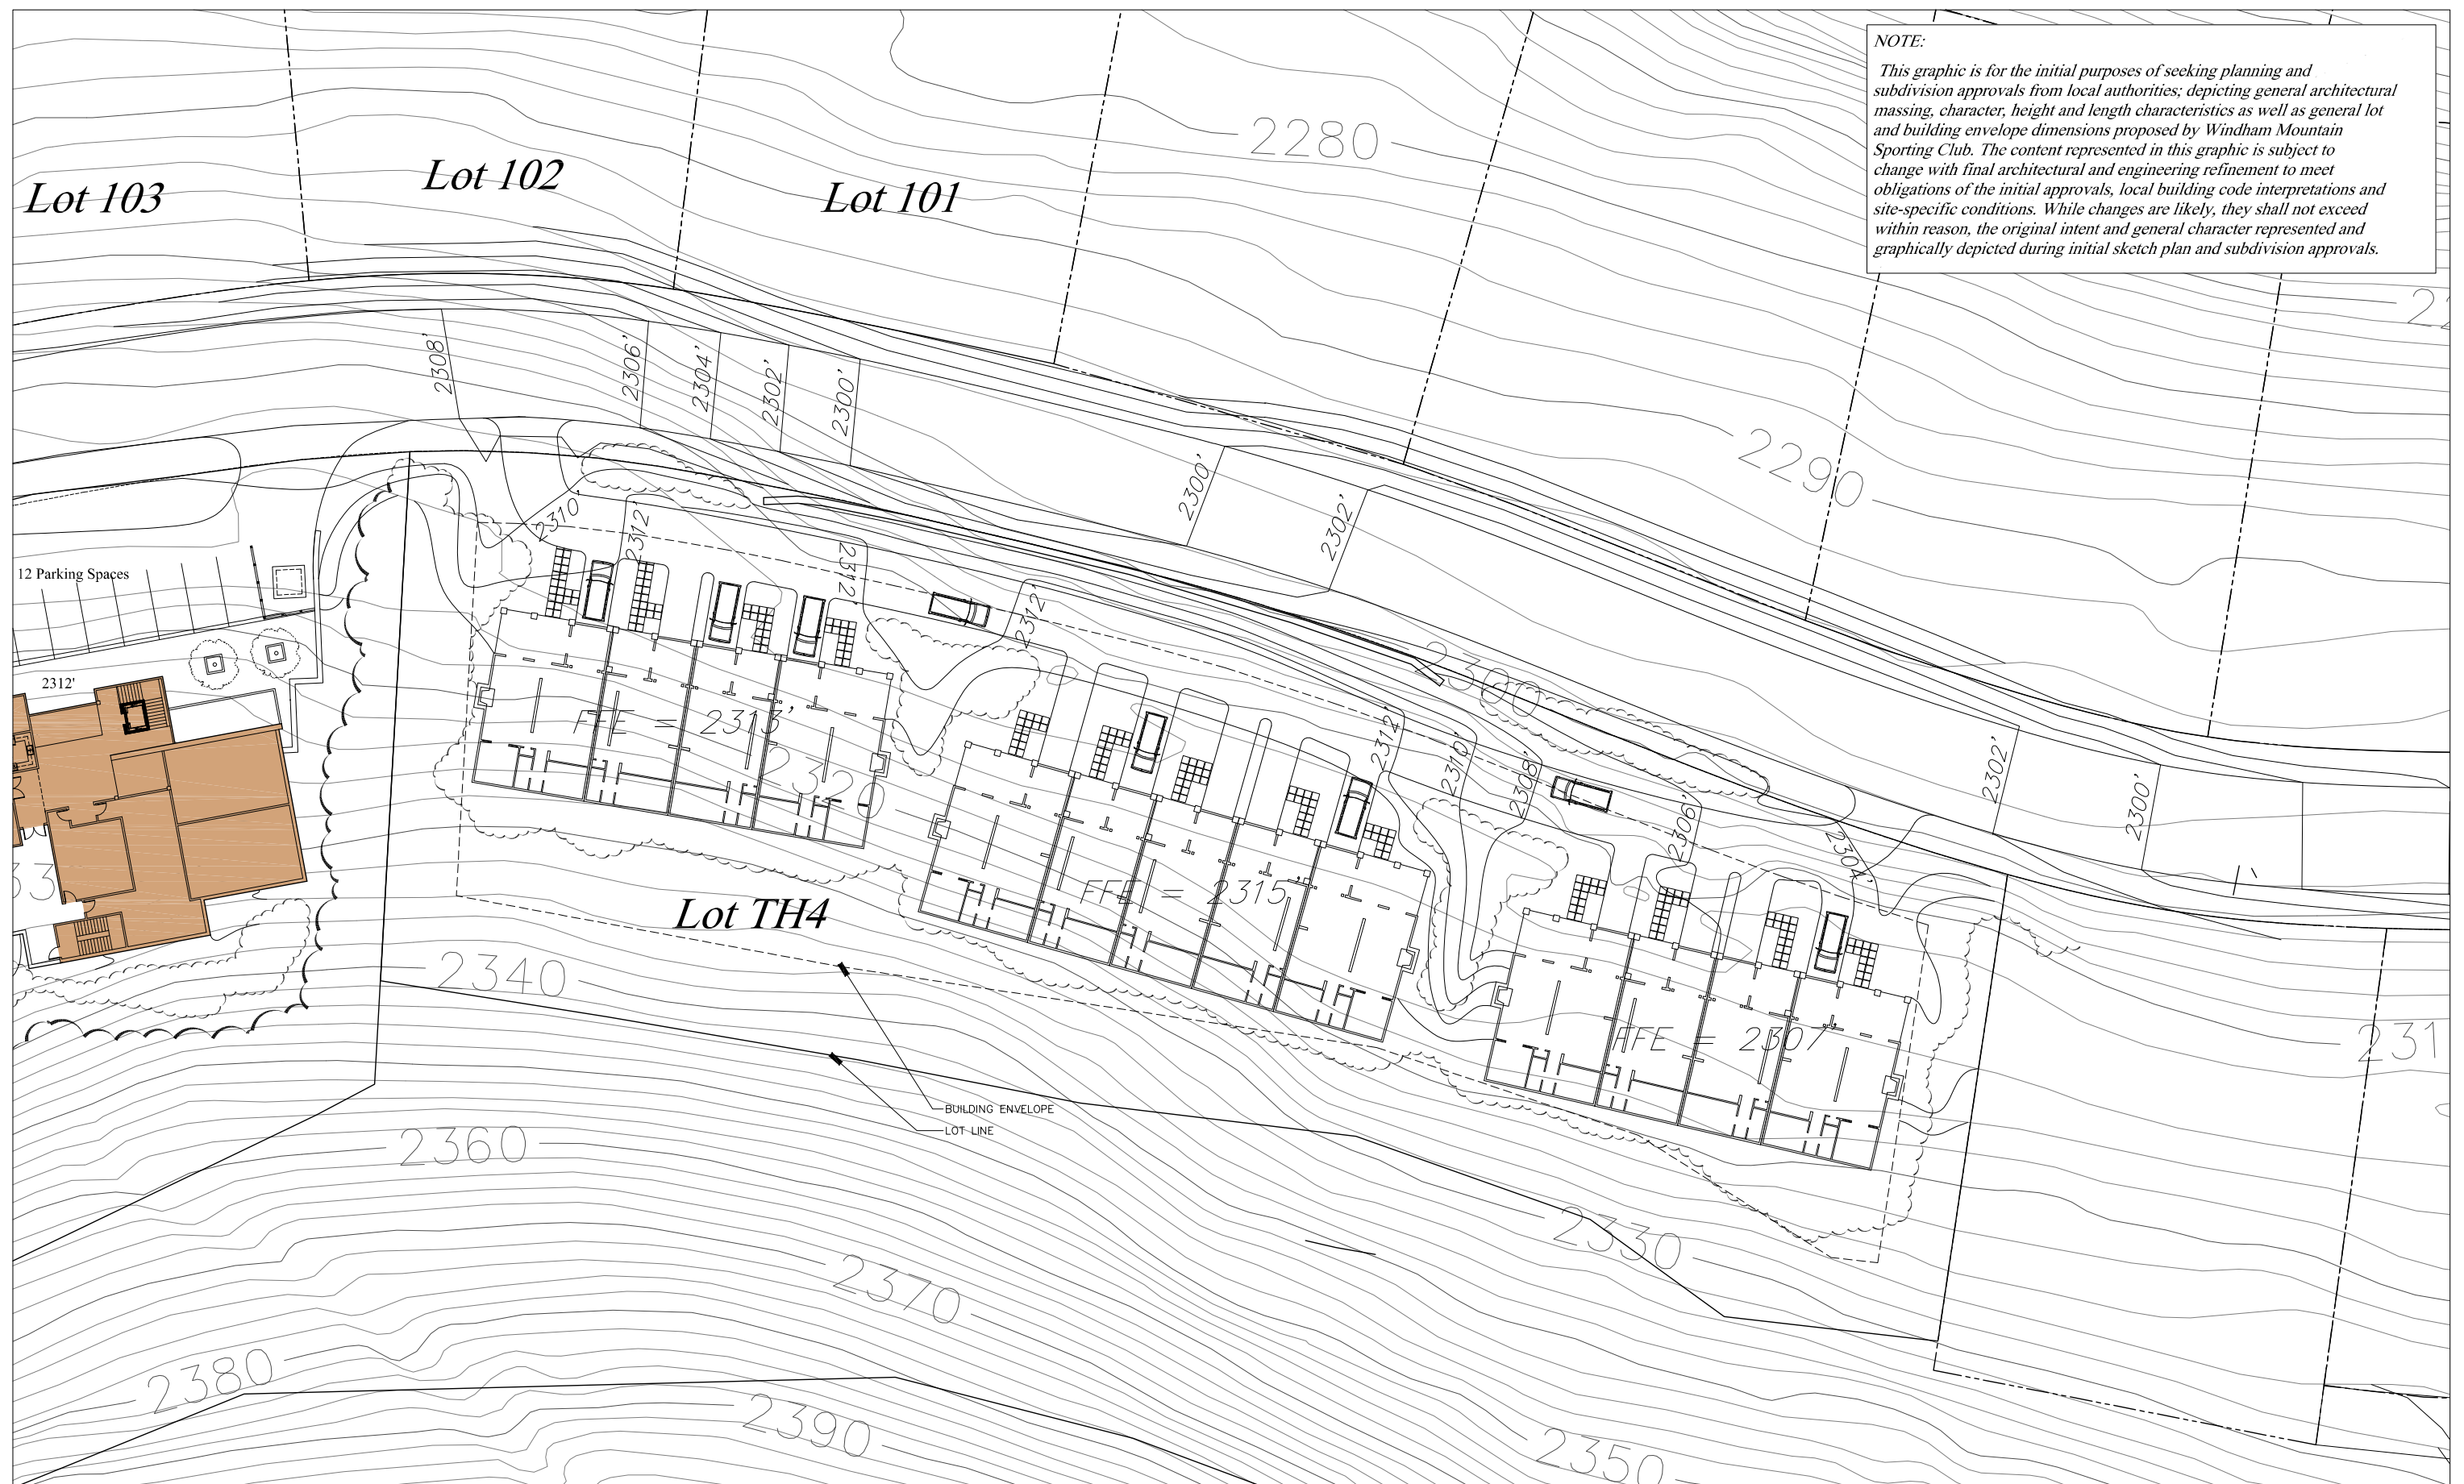 NOTE:
This graphic is for the initial purposes of seeking planning and
subdivision approvals from local authorities; depicting general architectural
massing, character, height and length characteristics as well as general lot
and building envelope dimensions proposed by Windham Mountain
Sporting Club. The content represented in this graphic is subject to
change with final architectural and engineering refinement to meet
obligations of the initial approvals, local building code interpretations and
site-specific conditions. While changes are likely, they shall not exceed
within reason, the original intent and general character represented and
graphically depicted during initial sketch plan and subdivision approvals.
2280
Lot 103
Lot 102
Lot 101
2308'
2306'
2304'
2302'
2300'
2290
2300'
2302'
2310'
2312'
2312'
12 Parking Spaces
2312'
2312'
2300
FFE = 2313'
2320
2312'
2310'
2308'
2306'
2304'
2302'
2300'
FFE = 2315'
Lot TH4
2340
FFE = 2307'
231
BUILDING ENVELOPE
LOT LINE
2360
2330
2370
2380
2390
2350